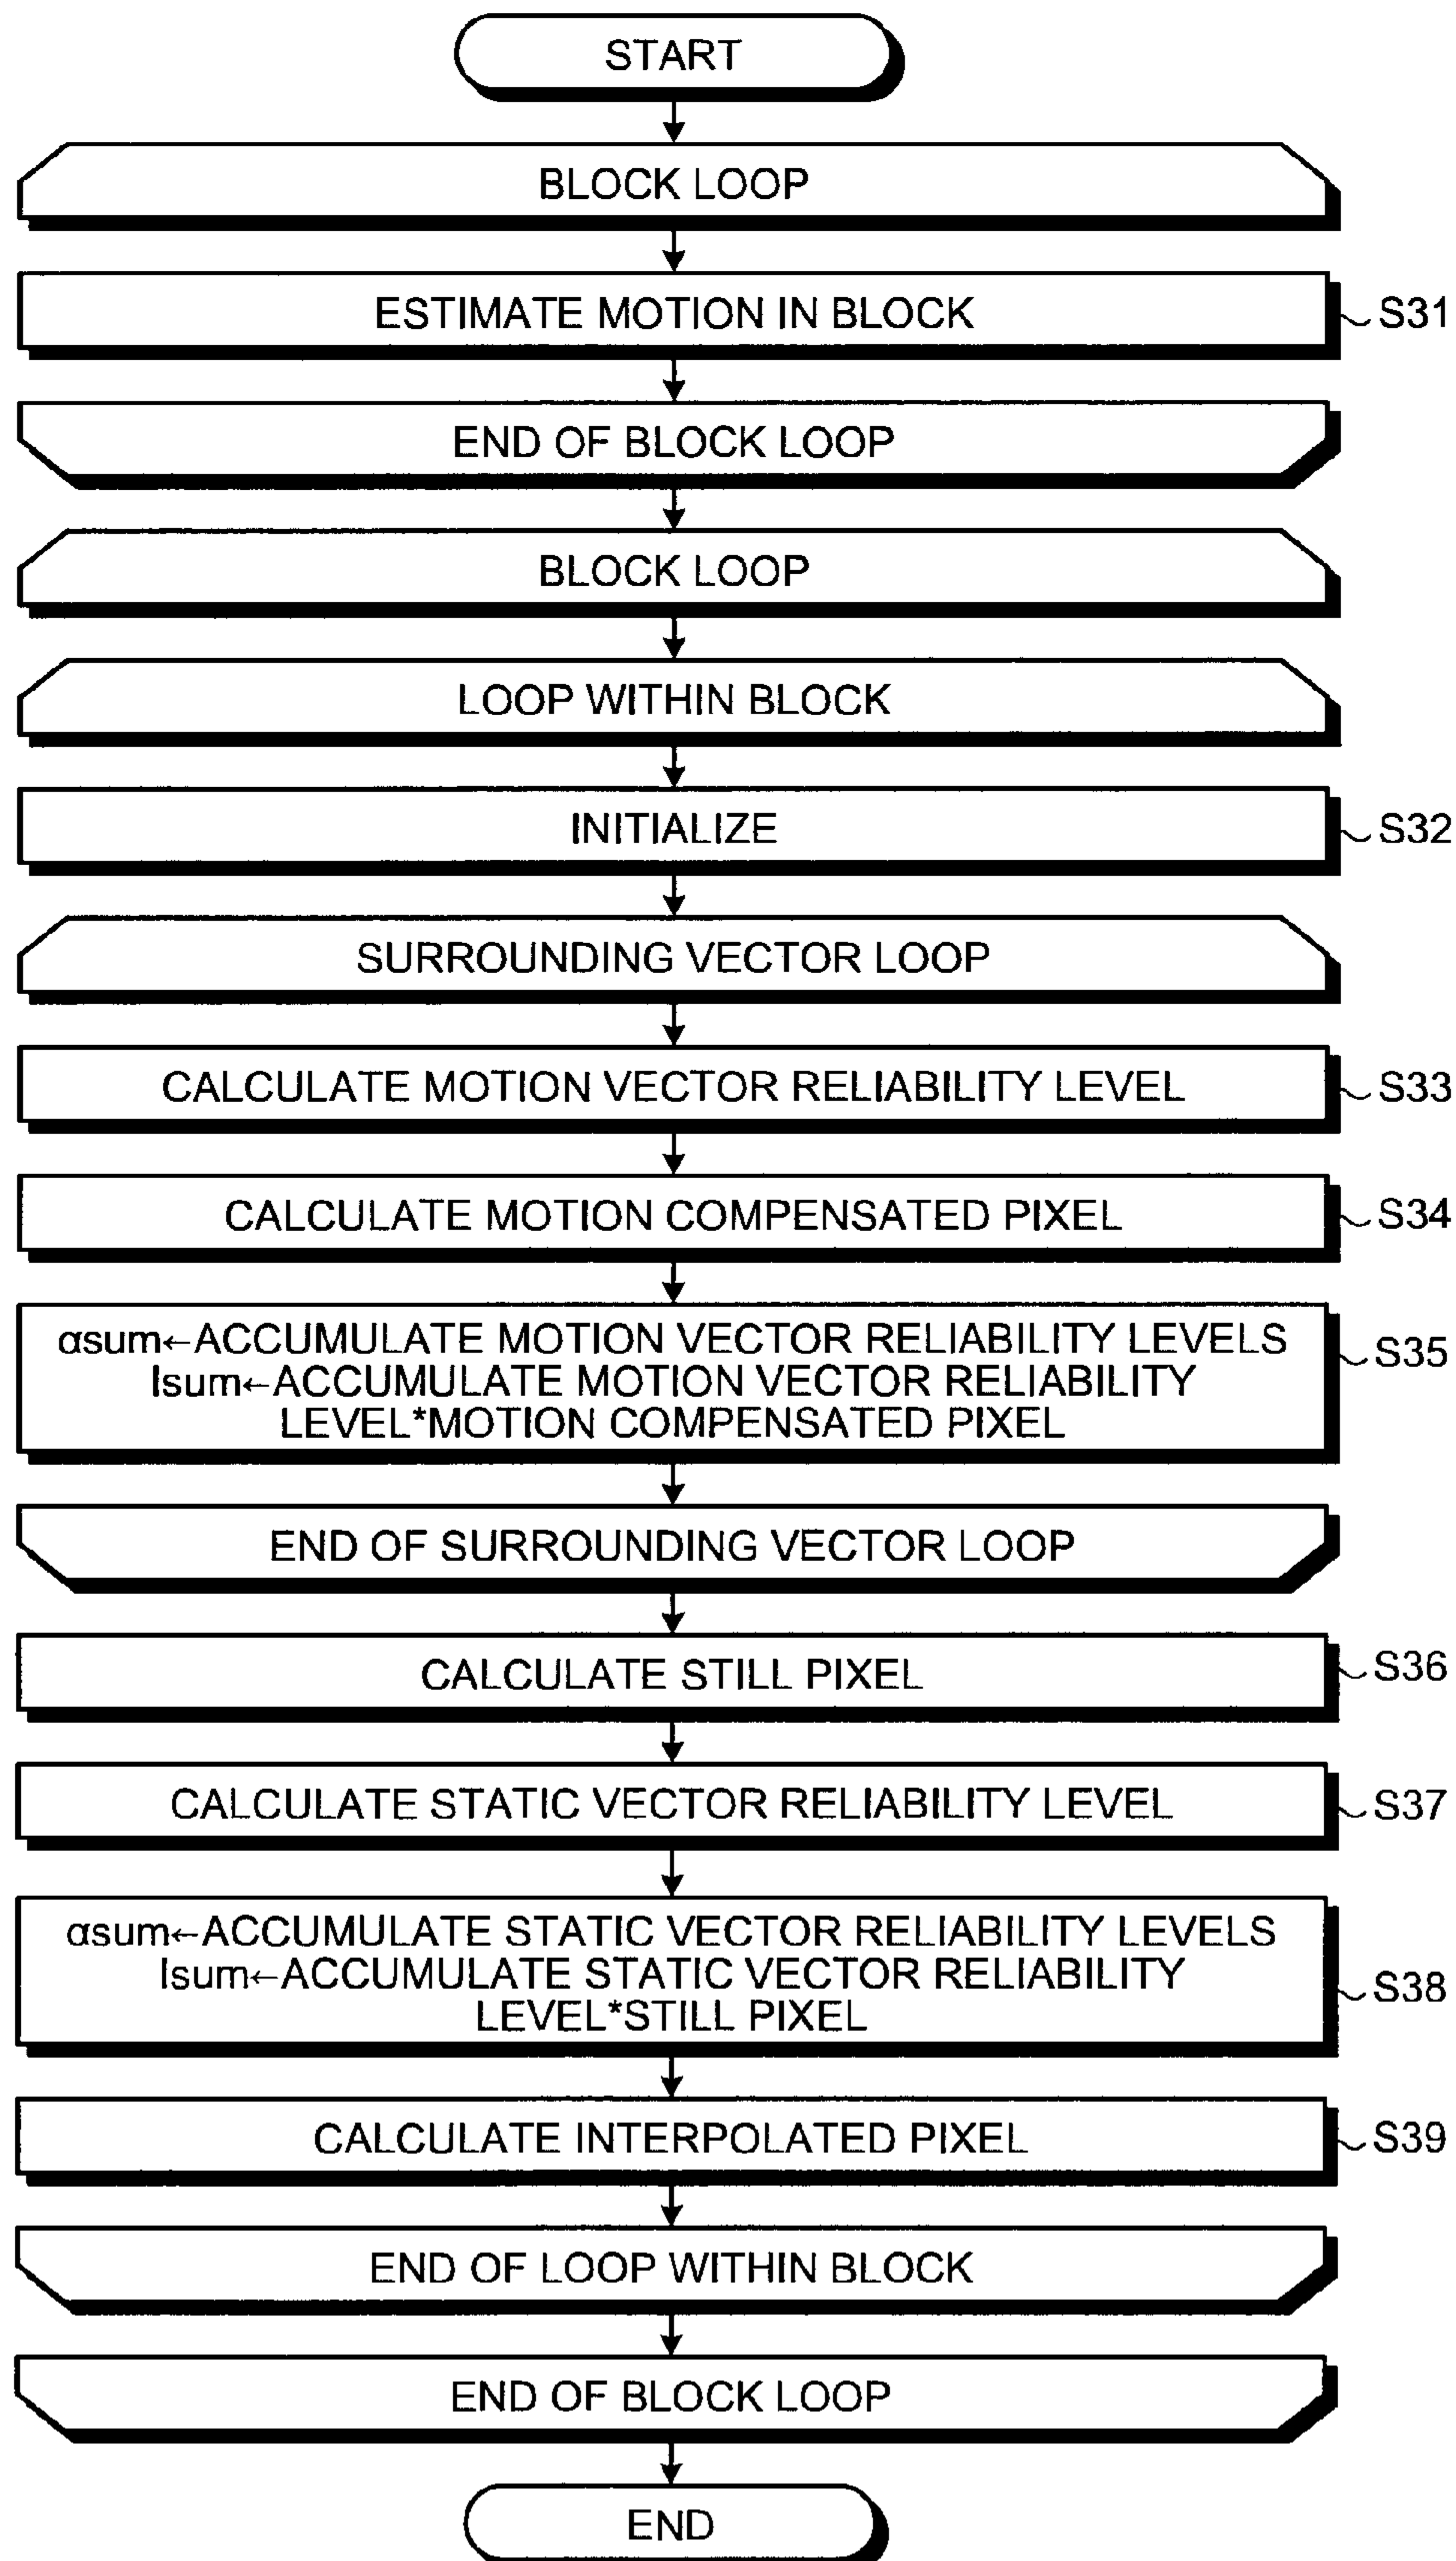 START
BLOCK LOOP
ESTIMATE MOTION IN BLOCK
S31
END OF BLOCK LOOP
BLOCK LOOP
LOOP WITHIN BLOCK
INITIALIZE
S32
SURROUNDING VECTOR LOOP
CALCULATE MOTION VECTOR RELIABILITY LEVEL
S33
CALCULATE MOTION COMPENSATED PIXEL
S34
αsum←ACCUMULATE MOTION VECTOR RELIABILITY LEVELS
Isum←ACCUMULATE MOTION VECTOR RELIABILITY
LEVEL*MOTION COMPENSATED PIXEL
S35
END OF SURROUNDING VECTOR LOOP
CALCULATE STILL PIXEL
S36
CALCULATE STATIC VECTOR RELIABILITY LEVEL
S37
αsum←ACCUMULATE STATIC VECTOR RELIABILITY LEVELS
Isum←ACCUMULATE STATIC VECTOR RELIABILITY
LEVEL*STILL PIXEL
S38
CALCULATE INTERPOLATED PIXEL
S39
END OF LOOP WITHIN BLOCK
END OF BLOCK LOOP
END